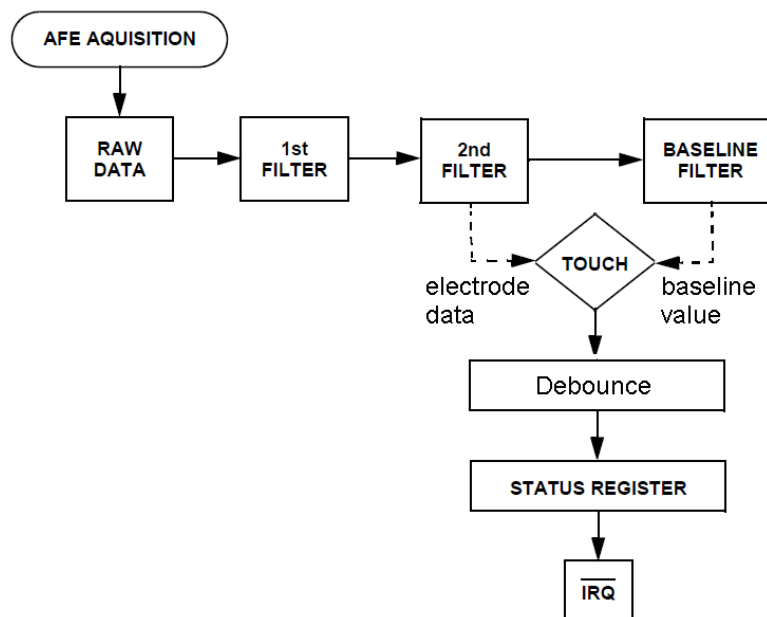 AFE AQUISITION
RAW
DATA
1st
FILTER
2nd
FILTER
BASELINE
FILTER
TOUCH
electrode
data
baseline
value
Debounce
STATUS REGISTER
IRQ